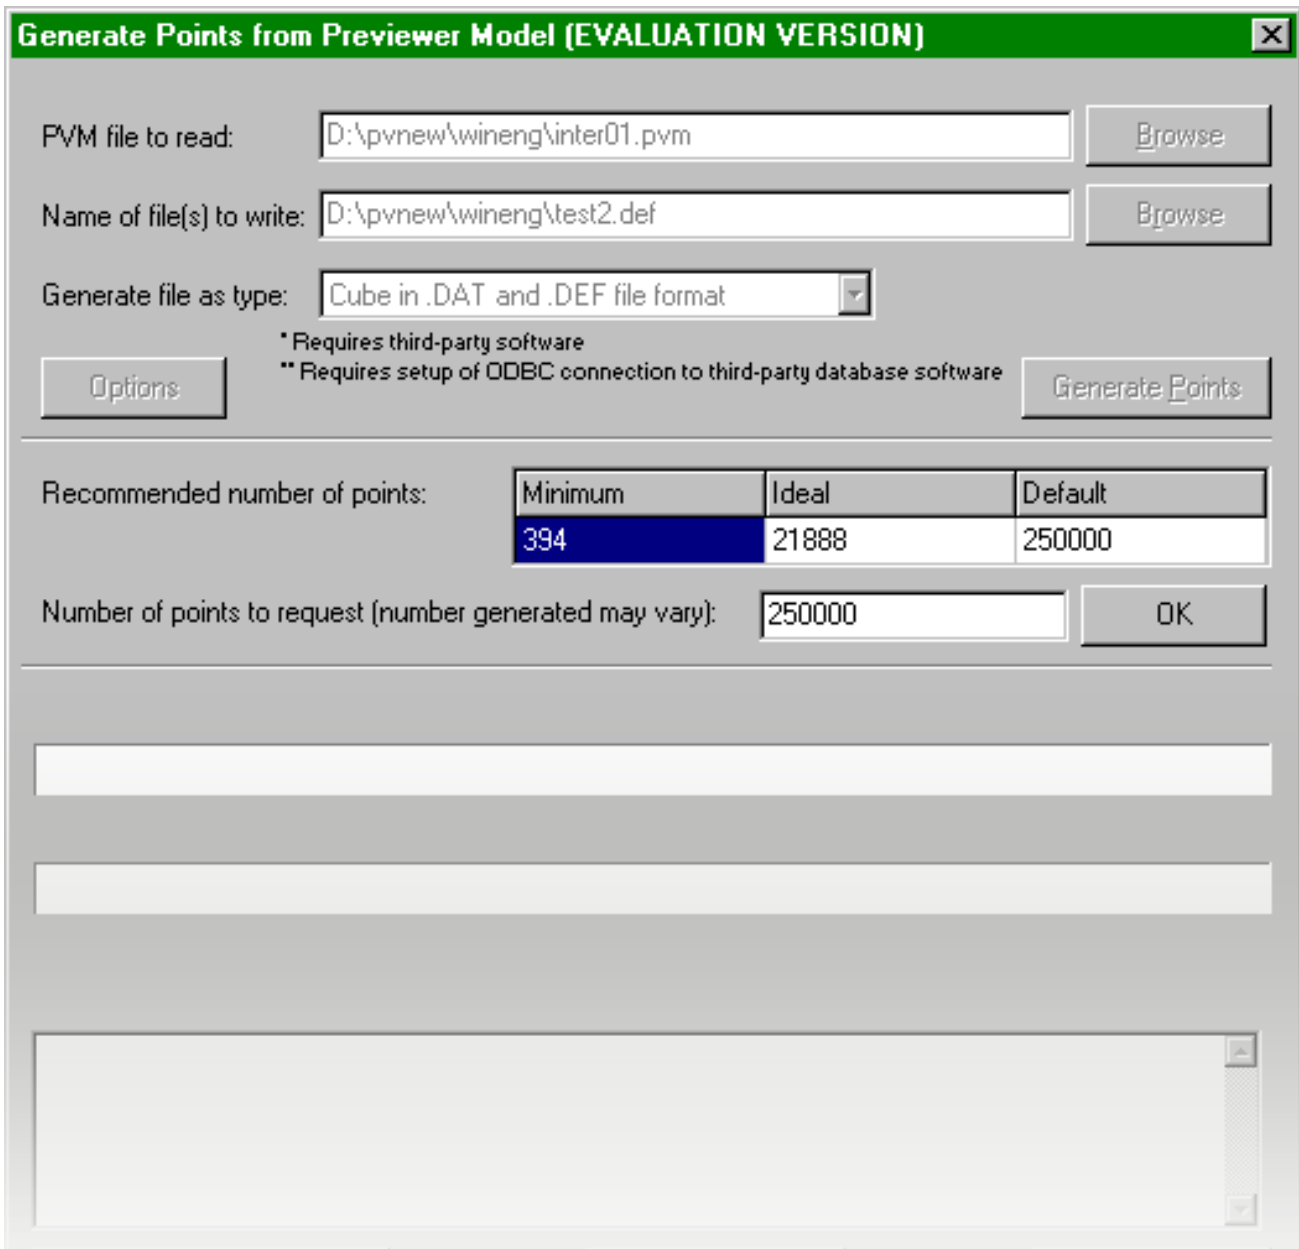 Generate Points from Previewer Model (EVALUATION VERSION)
PVM file to read: D:\pvnew\wineng\inter01.pvm Browse
Name of file(s) to write: D:\pvnew\wineng\test2.def Browse
Generate file as type: Cube in .DAT and .DEF file format
* Requires third-party software
** Requires setup of ODBC connection to third-party database software
Options Generate Points
Recommended number of points: Minimum Ideal Default
394 21888 250000
Number of points to request (number generated may vary): 250000 OK